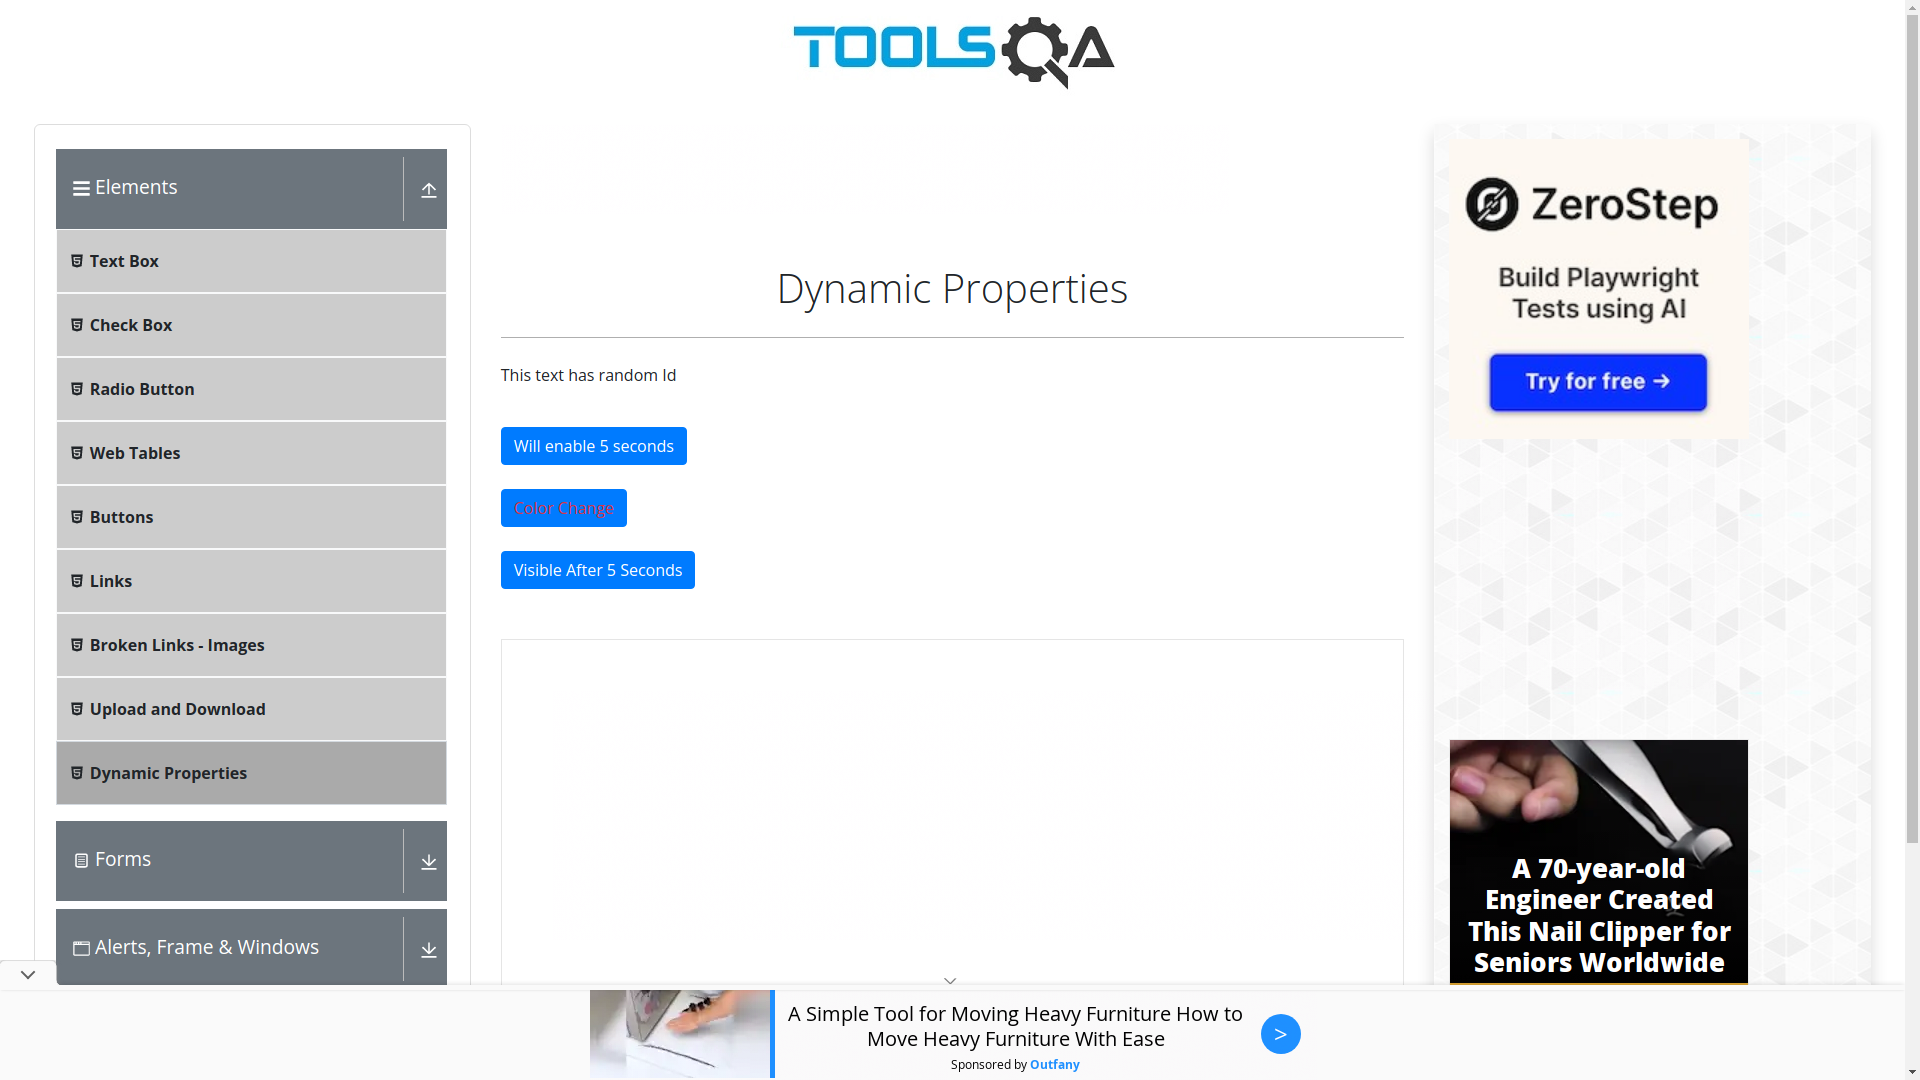 TOOLSQA
Elements
Text Box
Check Box
Radio Button
Web Tables
Buttons
Links
Broken Links - Images
Upload and Download
Dynamic Properties
Forms
Alerts, Frame & Windows
Dynamic Properties
This text has random Id
Will enable 5 seconds
Color Change
Visible After 5 Seconds
ZeroStep
Build Playwright
Tests using AI
Try for free →
A 70-year-old
Engineer Created
This Nail Clipper for
Seniors Worldwide
A Simple Tool for Moving Heavy Furniture How to
Move Heavy Furniture With Ease
Sponsored by Outfany
>